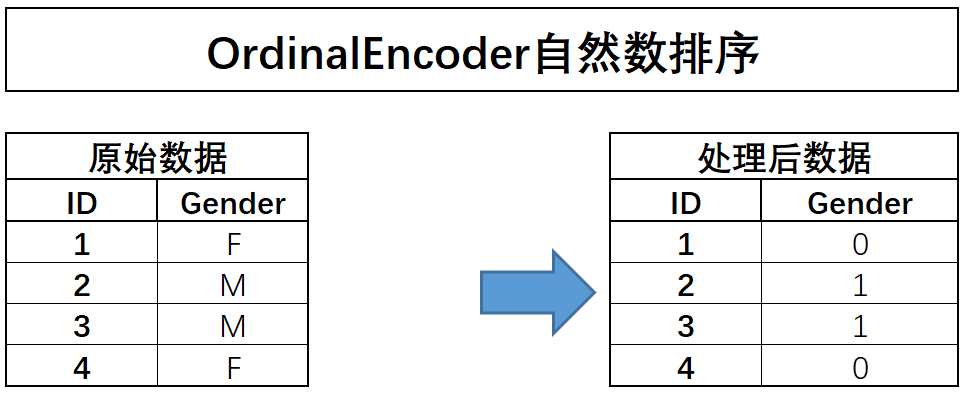 OrdinalEncoder自然数排序
原始数据
ID Gender
1 F
2 M
3 M
4 F
处理后数据
ID Gender
1 0
2 1
3 1
4 0